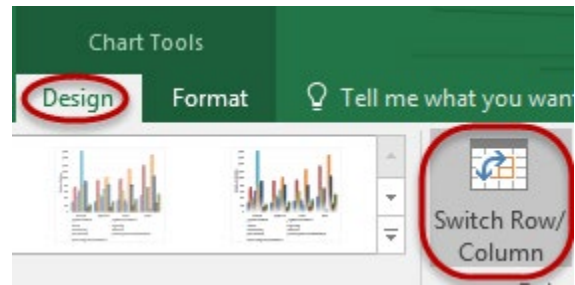 Chart Tools
Design Format Tell me what you want
Switch Row/
Column